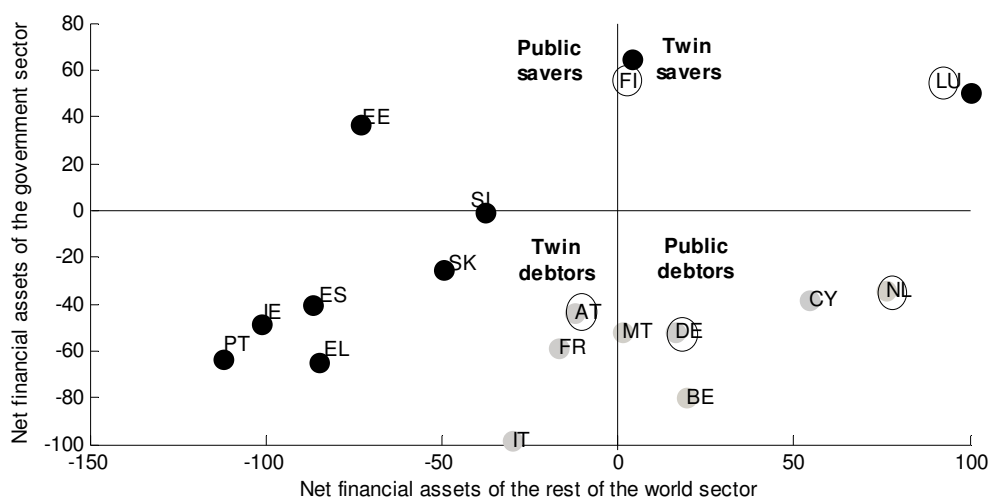 Net financial assets of the government sector
80
60
40
20
0
-20
-40
-60
-80
-100
Public
savers
Twin
savers
FI
LU
EE
SI
Twin
debtors
Public
debtors
SK
ES
IE
PT
EL
AT
FR
MT
DE
CY
NL
BE
IT
-150
-100
-50
0
50
100
Net financial assets of the rest of the world sector